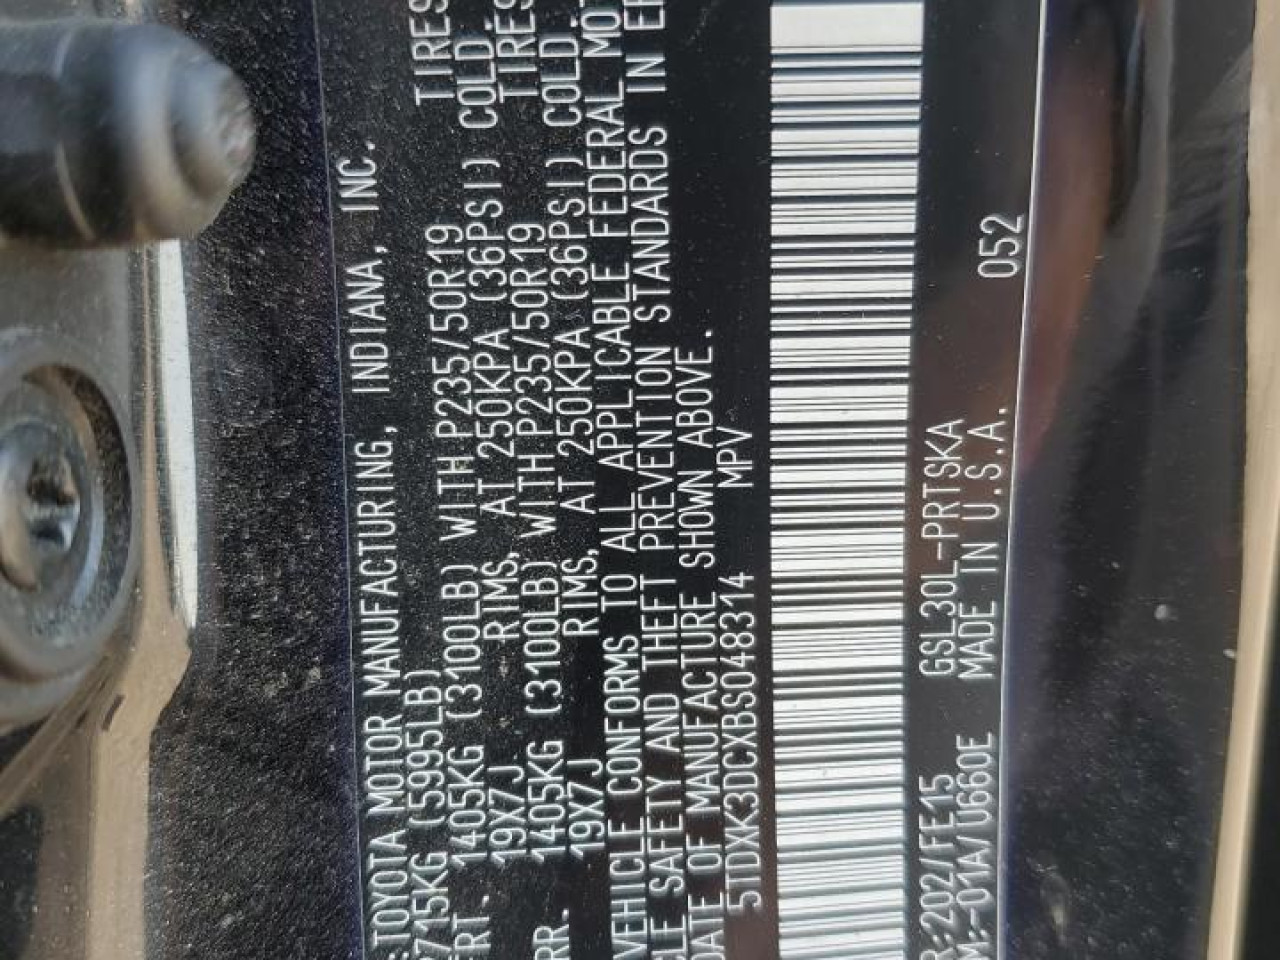 TOYOTA MOTOR MANUFACTURING, INDIANA, INC.
2715KG (5995LB)
FRT. 1405KG (3100LB) WITH P235/50R19 TIRES
19X7J RIMS, AT 250KPA (36PSI) COLD.
RR. 1405KG (3100LB) WITH P235/50R19 TIRES
19X7J RIMS, AT 250KPA (36PSI) COLD.
VEHICLE CONFORMS TO ALL APPLICABLE FEDERAL
SAFETY AND THEFT PREVENTION STANDARDS IN
DATE OF MANUFACTURE SHOWN ABOVE.
5TDXK3DCXBS048314 MPV
202/FE15 GSL30L-PRTSKA
-01A/U660E MADE IN U.S.A. 052